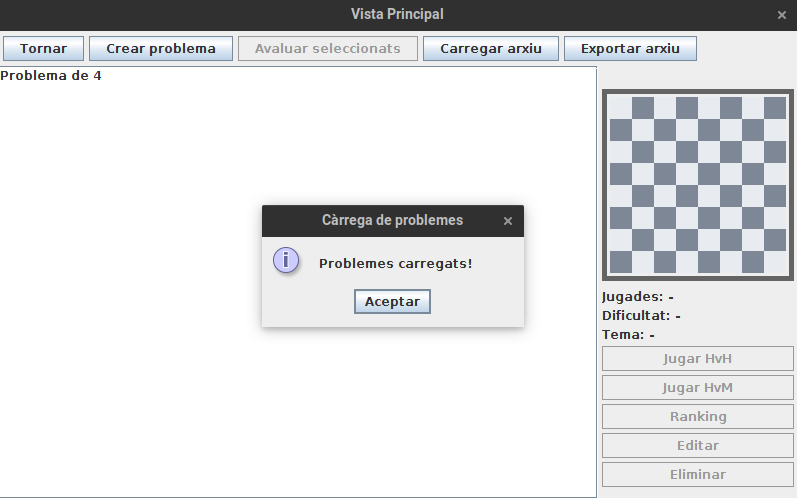 Vista Principal
Tornar
Crear problema
Avaluar seleccionats
Carregar arxiu
Exportar arxiu
Problema de 4
Càrrega de problemes
Problemes carregats!
Aceptar
Jugades: -
Dificultat: -
Tema: -
Jugar HvH
Jugar HvM
Ranking
Editar
Eliminar